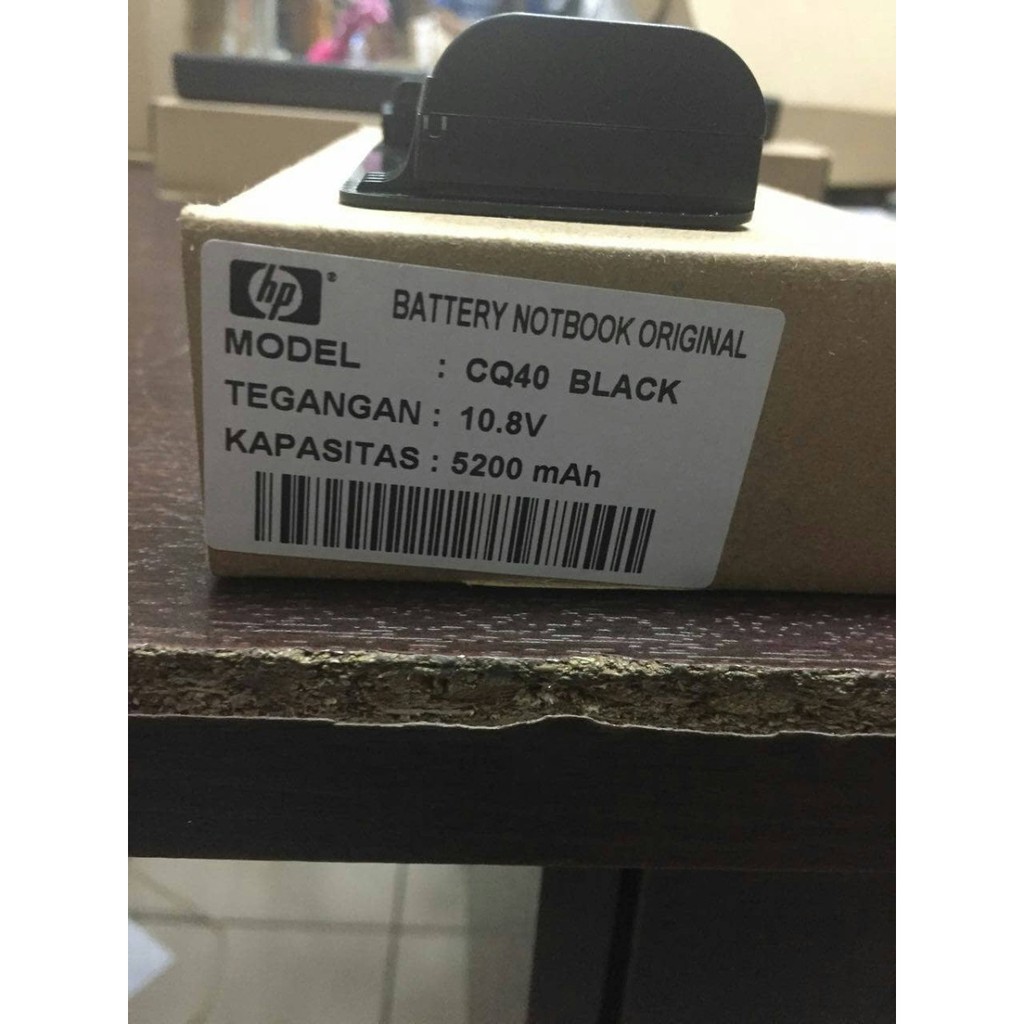 hp®
BATTERY NOTBOOK ORIGINAL
MODEL : CQ40 BLACK
TEGANGAN : 10.8V
KAPASITAS : 5200 mAh